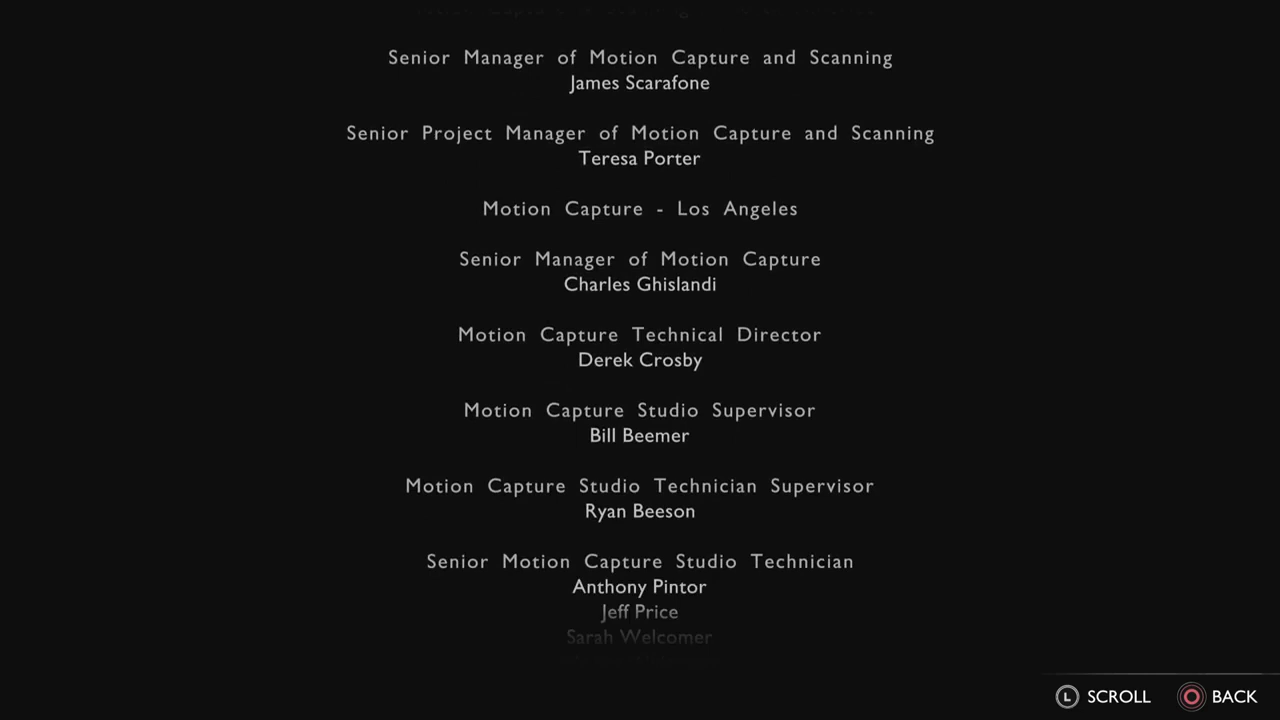 Senior Manager of Motion Capture and Scanning
James Scarafone
Senior Project Manager of Motion Capture and Scanning
Teresa Porter
Motion Capture - Los Angeles
Senior Manager of Motion Capture
Charles Ghislandi
Motion Capture Technical Director
Derek Crosby
Motion Capture Studio Supervisor
Bill Beemer
Motion Capture Studio Technician Supervisor
Ryan Beeson
Senior Motion Capture Studio Technician
Anthony Pintor
Jeff Price
Sarah Welcomer
L SCROLL BACK